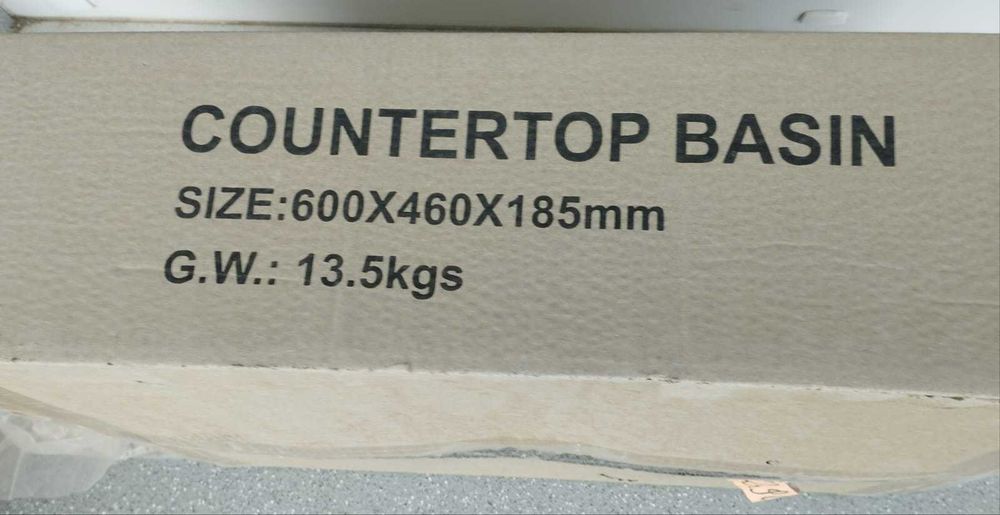 COUNTERTOP BASIN
SIZE:600X460X185mm
G.W.: 13.5kgs